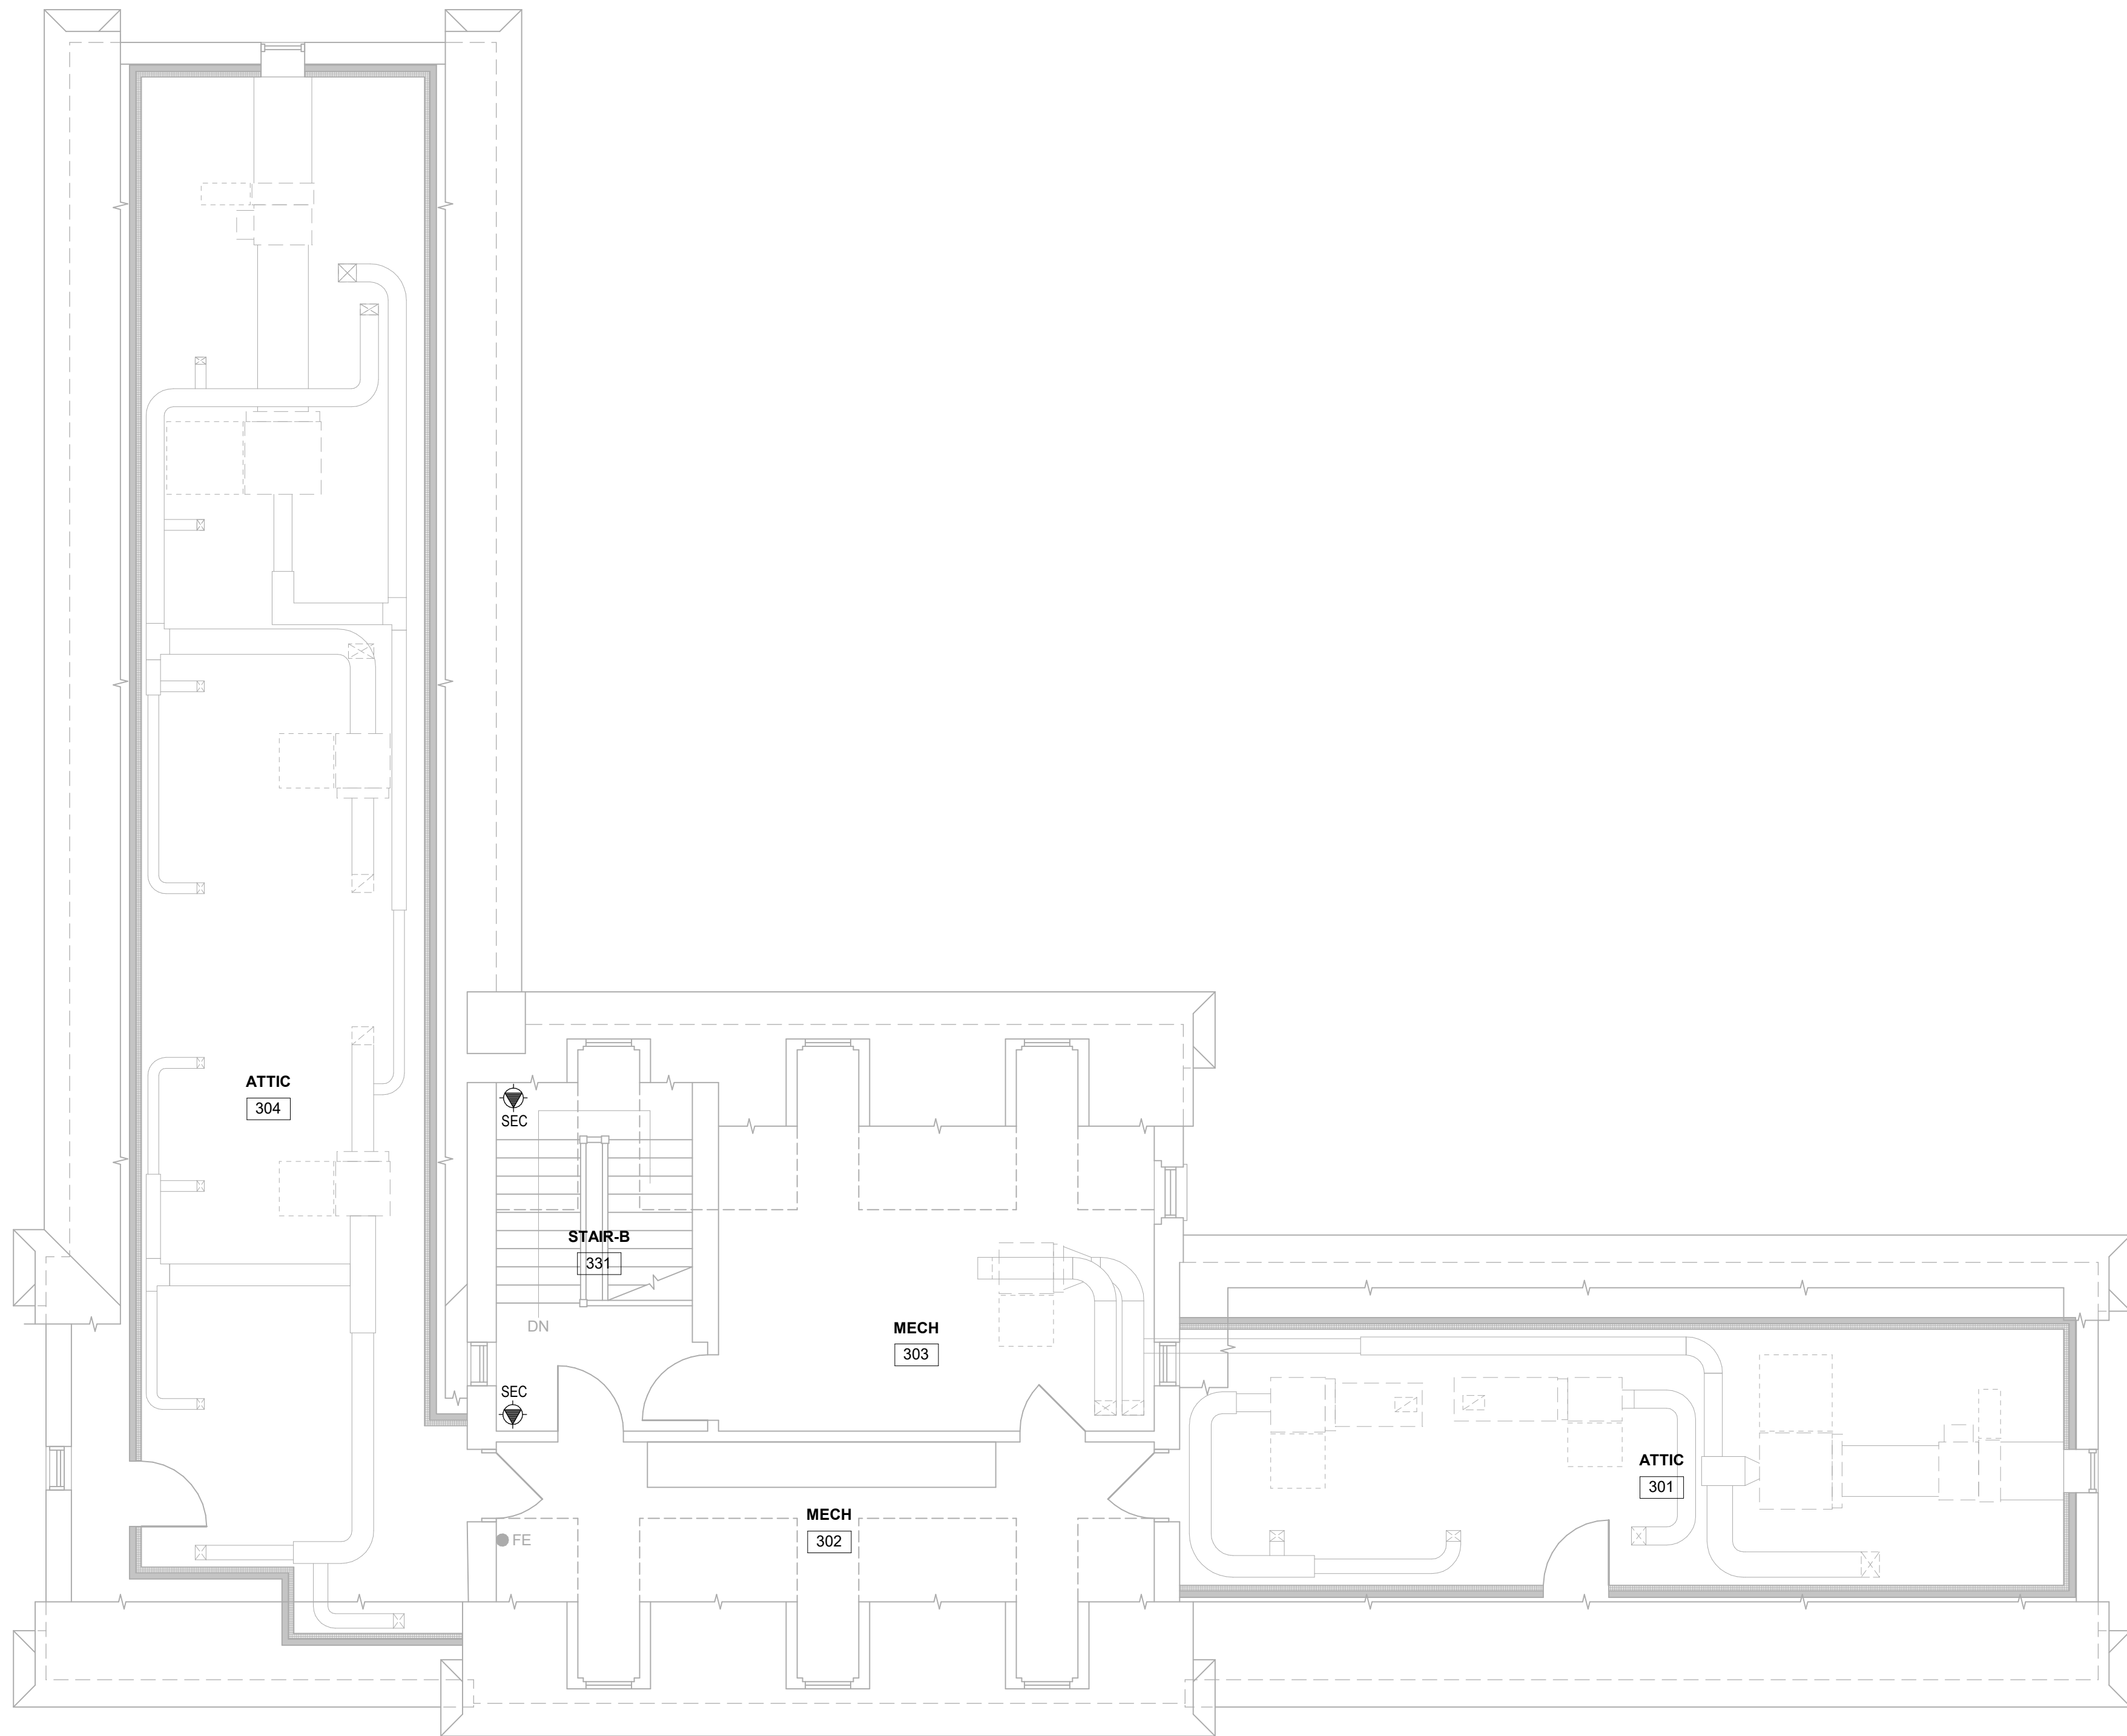 ATTIC
304
SEC
STAIR-B
331
DN
MECH
303
SEC
ATTIC
301
MECH
302
FE